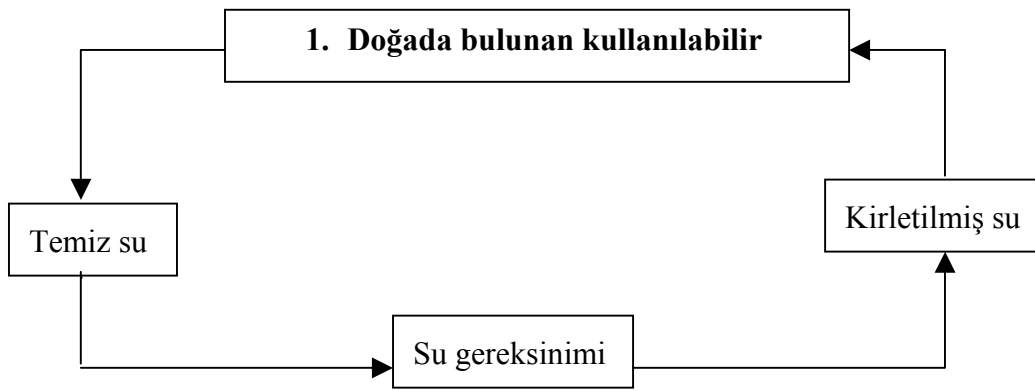 1. Doğada bulunan kullanılabilir
Temiz su
Kirletilmiş su
Su gereksinimi